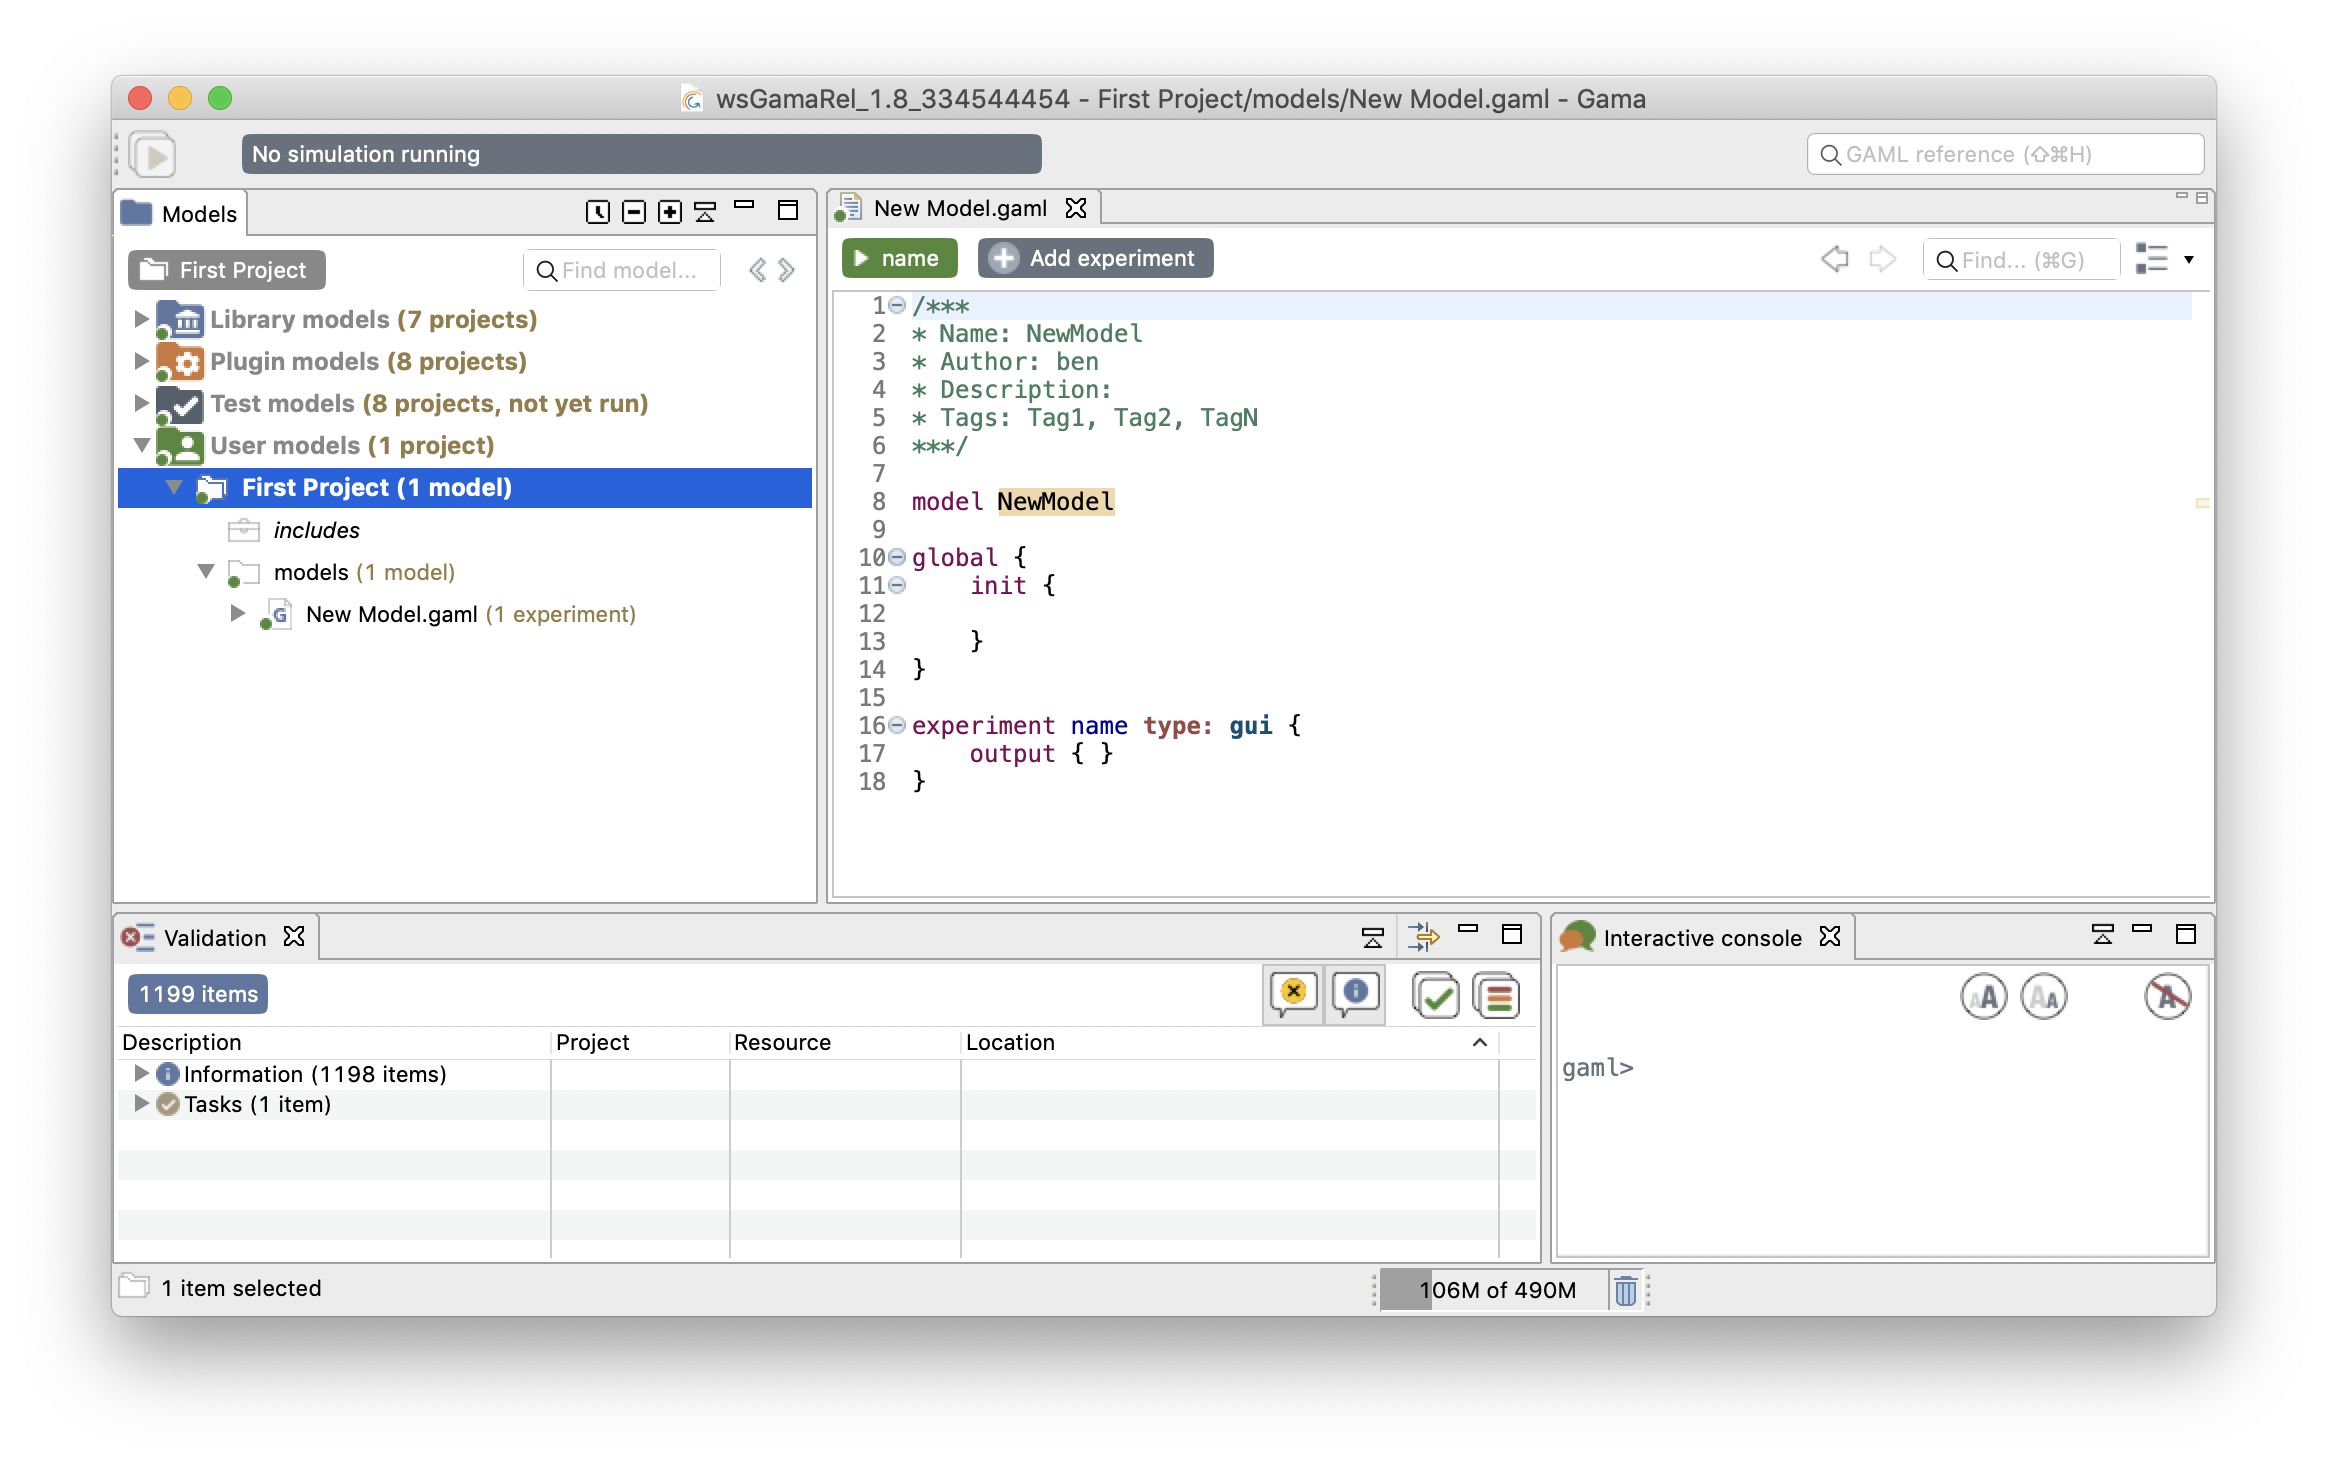 wsGamaRel_1.8_334544454 - First Project/models/New Model.gaml - Gama
No simulation running
GAML reference (⇧⌘H)
Models
First Project
Find model...
Library models (7 projects)
Plugin models (8 projects)
Test models (8 projects, not yet run)
User models (1 project)
First Project (1 model)
includes
models (1 model)
New Model.gaml (1 experiment)
New Model.gaml
name
Add experiment
Find... (⌘G)
1 /***
2 * Name: NewModel
3 * Author: ben
4 * Description:
5 * Tags: Tag1, Tag2, TagN
6 ***/
7
8 model NewModel
9
10 global {
11     init {
12
13     }
14 }
15
16 experiment name type: gui {
17     output { }
18 }
Validation
1199 items
Description Project Resource Location
Information (1198 items)
Tasks (1 item)
Interactive console
AA AA A
gaml>
1 item selected
106M of 490M